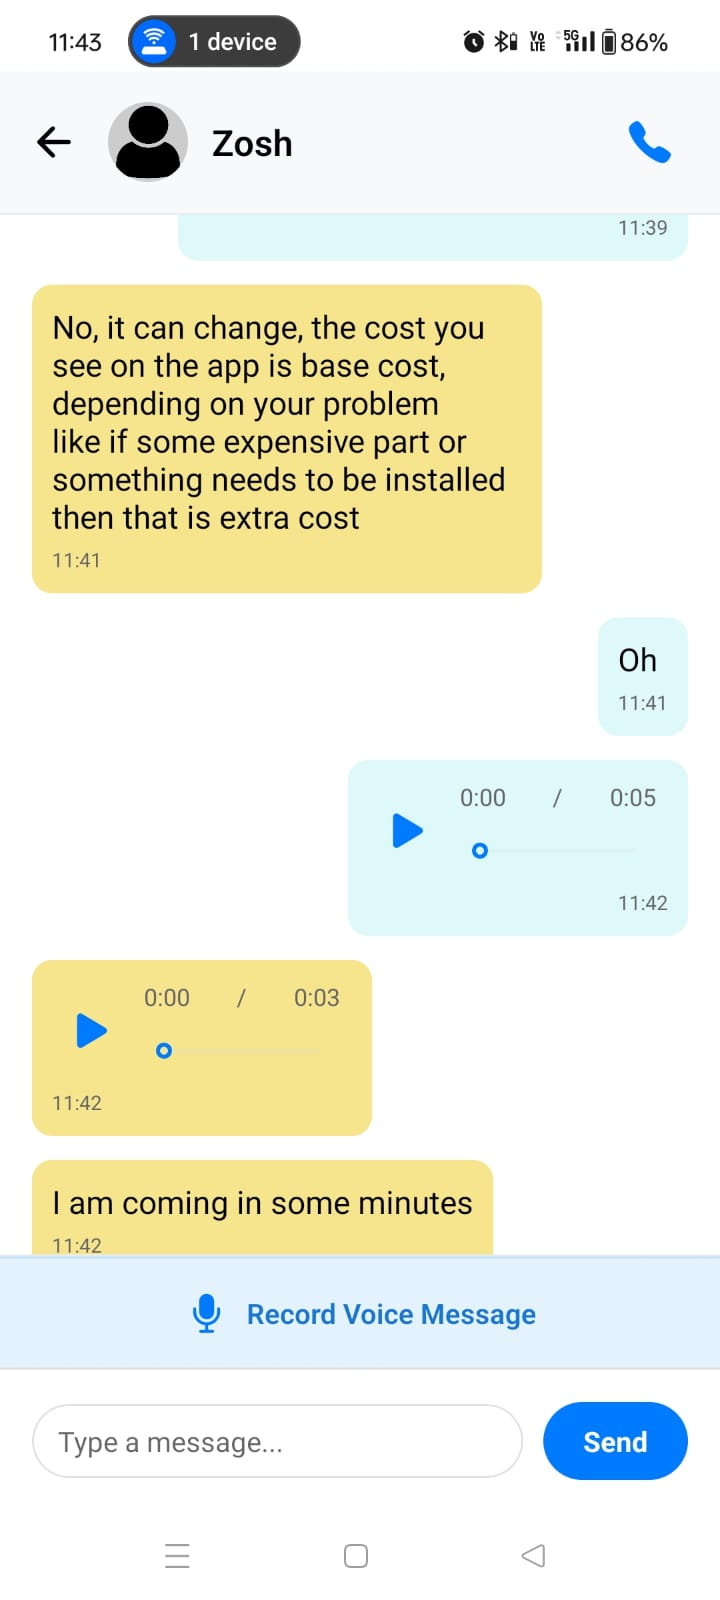 11:43
1 device
Vo
LTE
5G
86%
Zosh
11:39
No, it can change, the cost you
see on the app is base cost,
depending on your problem
like if some expensive part or
something needs to be installed
then that is extra cost
11:41
Oh
11:41
0:00 / 0:05
11:42
0:00 / 0:03
11:42
I am coming in some minutes
11:42
Record Voice Message
Type a message...
Send